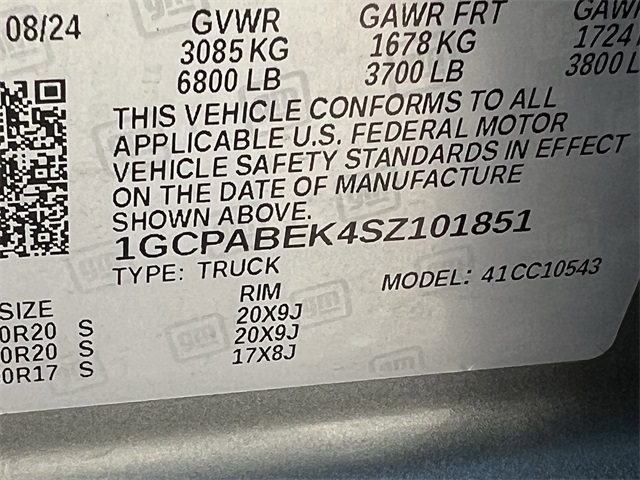 08/24 GVWR GAWR FRT GAW
3085 KG 1678 KG 1724
6800 LB 3700 LB 3800 L
THIS VEHICLE CONFORMS TO ALL
APPLICABLE U.S. FEDERAL MOTOR
VEHICLE SAFETY STANDARDS IN EFFECT
ON THE DATE OF MANUFACTURE
SHOWN ABOVE.
1GCPABEK4SZ101851
TYPE: TRUCK MODEL: 41CC10543
SIZE RIM
0R20 S 20X9J
0R20 S 20X9J
0R17 S 17X8J